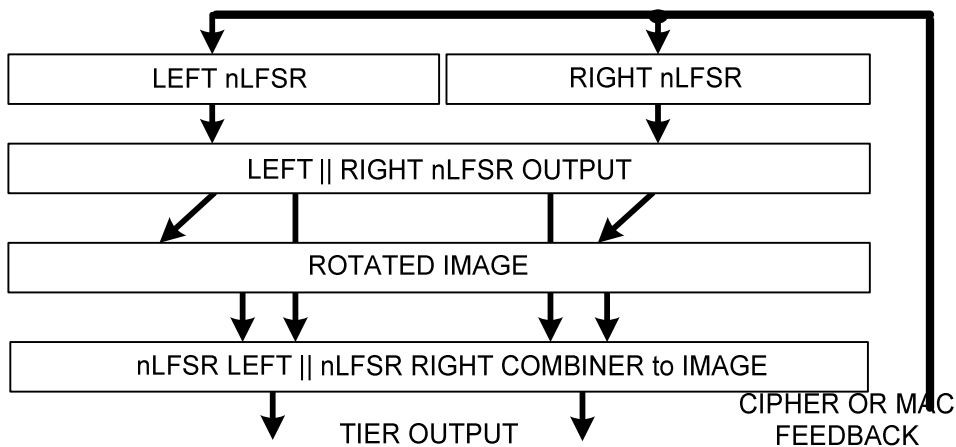 LEFT nLFSR
RIGHT nLFSR
LEFT || RIGHT nLFSR OUTPUT
ROTATED IMAGE
nLFSR LEFT || nLFSR RIGHT COMBINER to IMAGE
TIER OUTPUT
CIPHER OR MAC
FEEDBACK